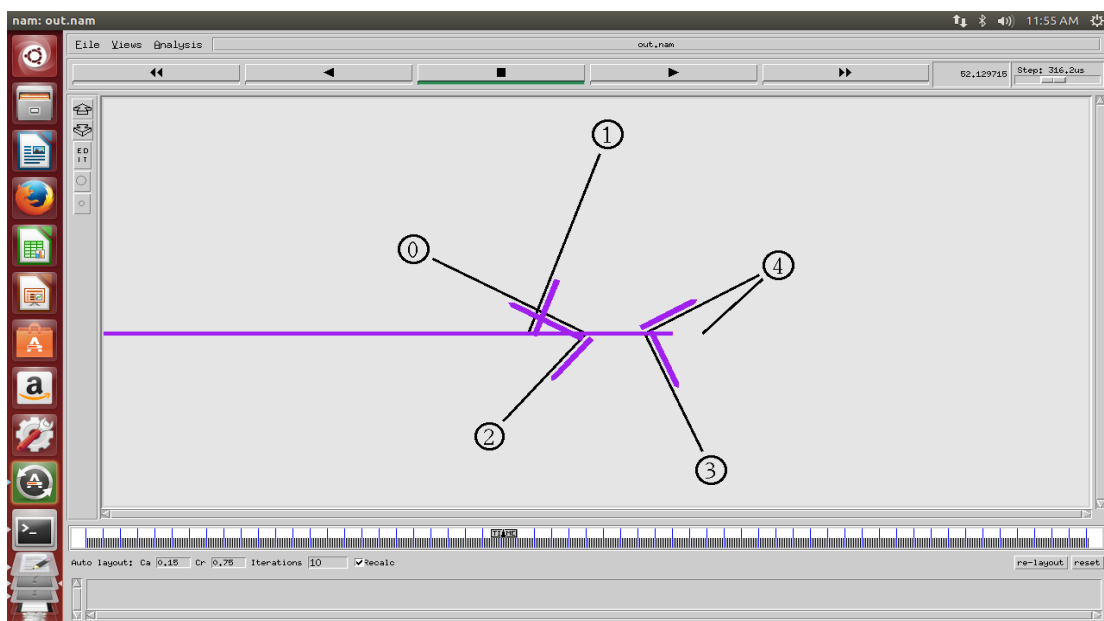 nam: out.nam
11:55 AM
File Views Analysis out.nam
52.129715 Step: 316.2us
ED
IT
1
0
4
2
3
Auto layout: Ca 0.15 Cr 0.75 Iterations 10 Recalc re-layout reset